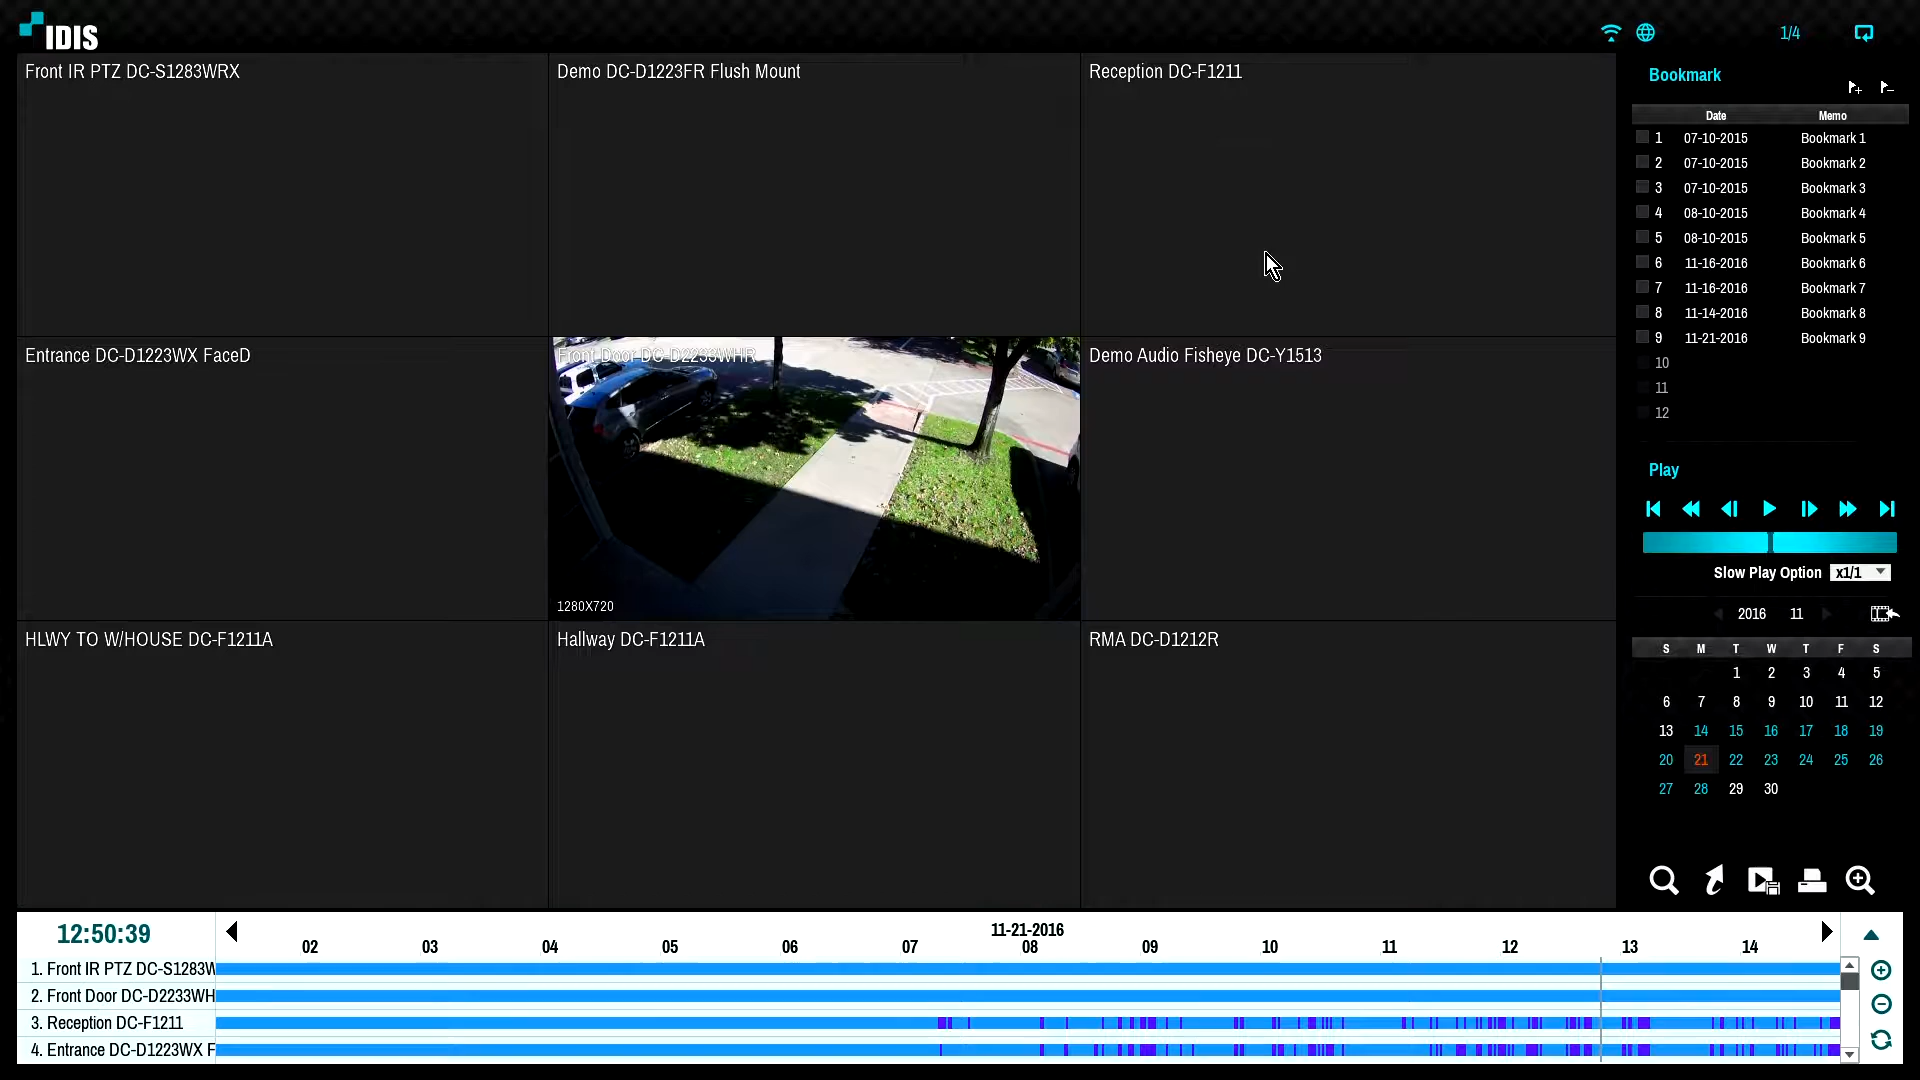 IDIS
1/4
Front IR PTZ DC-S1283WRX
Demo DC-D1223FR Flush Mount
Reception DC-F1211
Entrance DC-D1223WX FaceD
Front Door DC-D2233WHR
Demo Audio Fisheye DC-Y1513
1280X720
HLWY TO W/HOUSE DC-F1211A
Hallway DC-F1211A
RMA DC-D1212R
Bookmark
Date Memo
1 07-10-2015 Bookmark 1
2 07-10-2015 Bookmark 2
3 07-10-2015 Bookmark 3
4 08-10-2015 Bookmark 4
5 08-10-2015 Bookmark 5
6 11-16-2016 Bookmark 6
7 11-16-2016 Bookmark 7
8 11-14-2016 Bookmark 8
9 11-21-2016 Bookmark 9
10
11
12
Play
Slow Play Option x1/1
2016 11
S M T W T F S
1 2 3 4 5
6 7 8 9 10 11 12
13 14 15 16 17 18 19
20 21 22 23 24 25 26
27 28 29 30
12:50:39
11-21-2016
02 03 04 05 06 07 08 09 10 11 12 13 14
1. Front IR PTZ DC-S1283W
2. Front Door DC-D2233WH
3. Reception DC-F1211
4. Entrance DC-D1223WX F